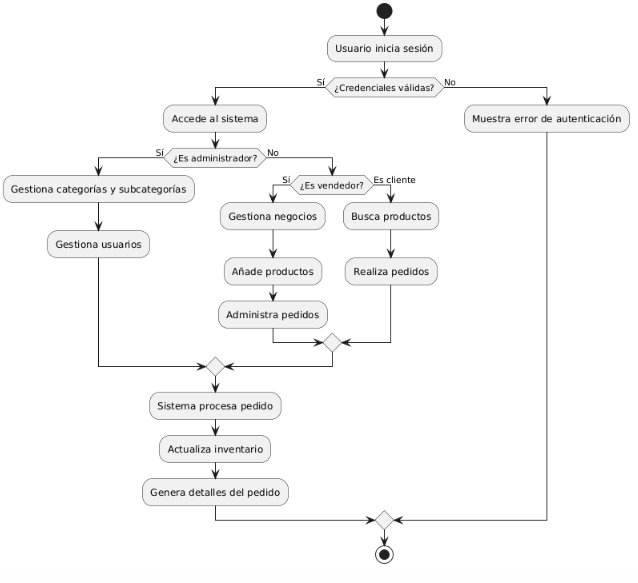 Usuario inicia sesión
Sí
¿Credenciales válidas?
No
Accede al sistema
Muestra error de autenticación
Sí
¿Es administrador?
No
Gestiona categorías y subcategorías
Sí
¿Es vendedor?
Es cliente
Gestiona negocios
Busca productos
Gestiona usuarios
Añade productos
Realiza pedidos
Administra pedidos
Sistema procesa pedido
Actualiza inventario
Genera detalles del pedido